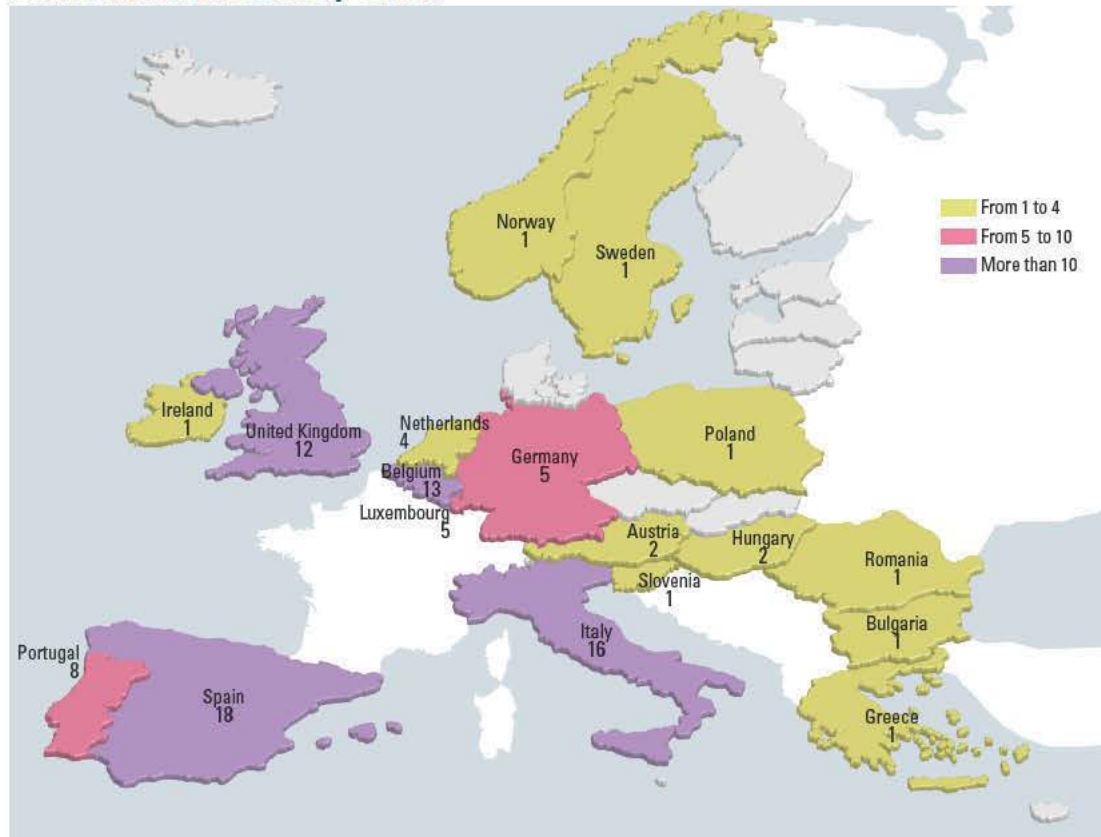 Norway
1
Sweden
1
From 1 to 4
From 5 to 10
More than 10
Ireland
1
United Kingdom
12
Netherlands
4
Belgium
13
Luxembourg
5
Germany
5
Poland
1
Austria
2
Hungary
2
Slovenia
1
Romania
1
Bulgaria
1
Italy
16
Portugal
8
Spain
18
Greece
1